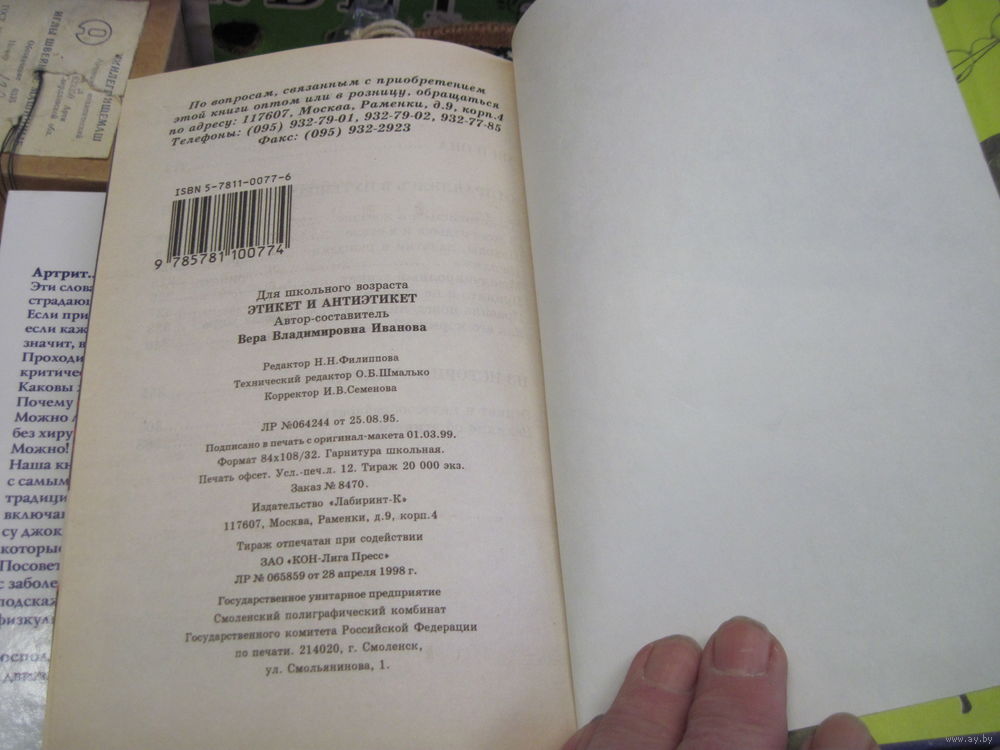 По вопросам, связанным с приобретением
этой книги оптом или в розницу, обращаться
по адресу: 117607, Москва, Раменки, д.9, корп.4
Телефоны: (095) 932-79-01, 932-79-02, 932-77-85
Факс: (095) 932-2923
ISBN 5-7811-0077-6
9 785781 100774
Для школьного возраста
ЭТИКЕТ И АНТИЭТИКЕТ
Автор-составитель
Вера Владимировна Иванова
Редактор Н.Н.Филиппова
Технический редактор О.Б.Шмалько
Корректор И.В.Семенова
ЛР №064244 от 25.08.95.
Подписано в печать с оригинал-макета 01.03.99.
Формат 84х108/32. Гарнитура школьная.
Печать офсет. Усл.-печ.л. 12. Тираж 20 000 экз.
Заказ № 8470.
Издательство «Лабиринт-К»
117607, Москва, Раменки, д.9, корп.4
Тираж отпечатан при содействии
ЗАО «КОН-Лига Пресс»
ЛР № 065859 от 28 апреля 1998 г.
Государственное унитарное предприятие
Смоленский полиграфический комбинат
Государственного комитета Российской Федерации
по печати. 214020, г. Смоленск,
ул. Смольянинова, 1.
Артрит..
Эти слова
Если при
если каж
значит, в
Проходи
критичес
Каковы
Почему
Можно
без хиру
Можно!
Наша кн
с самым
традици
включа
су джок
которые
Посовет
с заболе
подскаж
www.ay.by